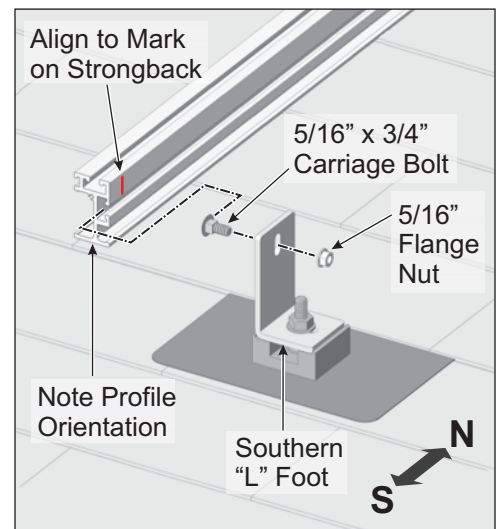 Align to Mark
on Strongback
5/16” x 3/4”
Carriage Bolt
5/16”
Flange
Nut
Note Profile
Orientation
Southern
“L” Foot
N
S